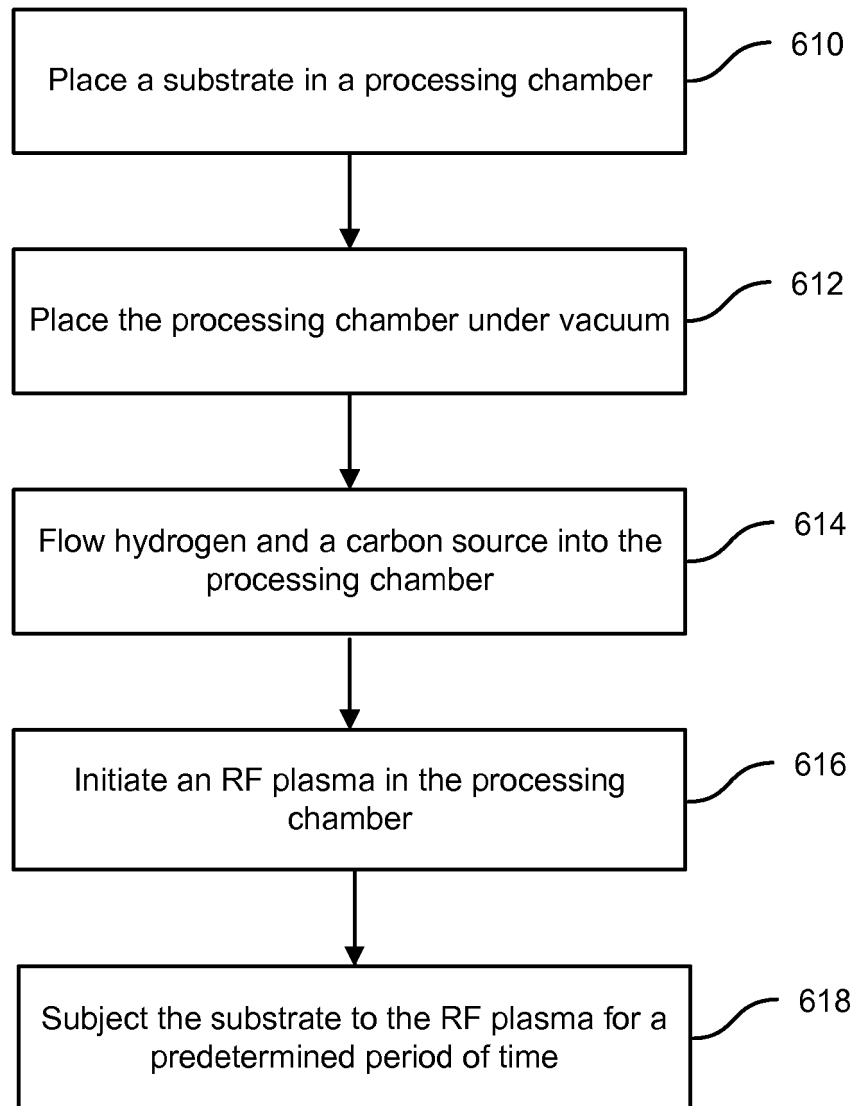 Place a substrate in a processing chamber
610
Place the processing chamber under vacuum
612
Flow hydrogen and a carbon source into the
processing chamber
614
Initiate an RF plasma in the processing
chamber
616
Subject the substrate to the RF plasma for a
predetermined period of time
618